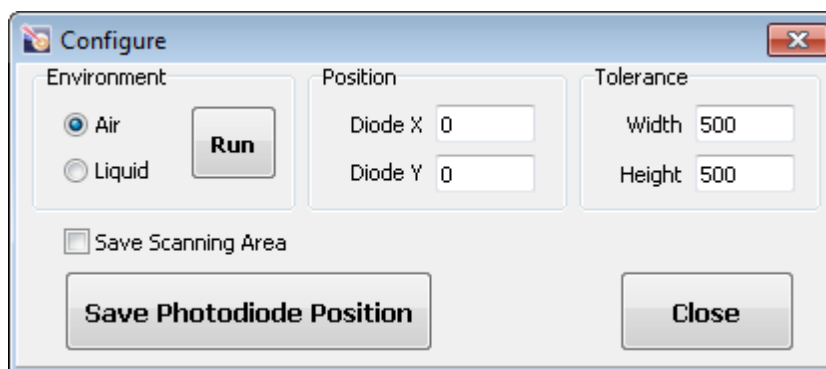 Configure
Environment
Air
Liquid
Run
Position
Diode X 0
Diode Y 0
Tolerance
Width 500
Height 500
Save Scanning Area
Save Photodiode Position
Close